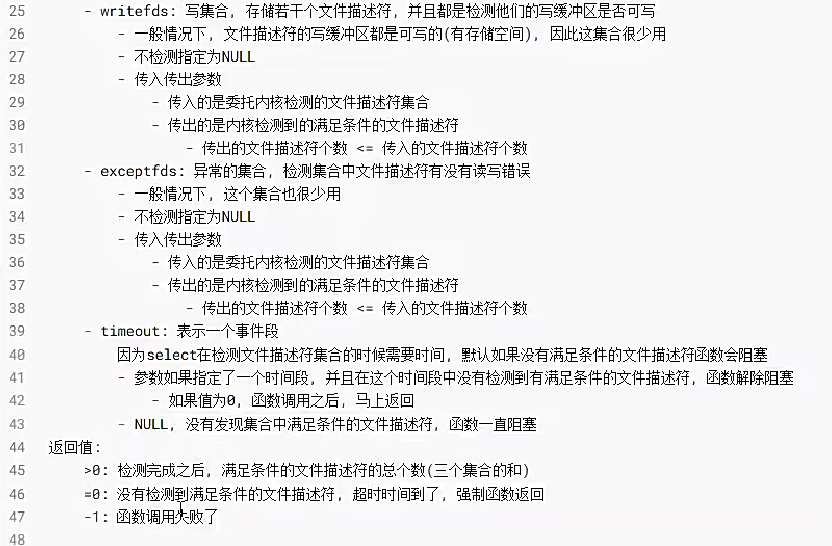 25 - writefds: 写集合, 存储若干个文件描述符, 并且都是检测他们的写缓冲区是否可写
26 - 一般情况下, 文件描述符的写缓冲区都是可写的(有存储空间), 因此这集合很少用
27 - 不检测指定为NULL
28 - 传入传出参数
29 - 传入的是委托内核检测的文件描述符集合
30 - 传出的是内核检测到的满足条件的文件描述符
31 - 传出的文件描述符个数 <= 传入的文件描述符个数
32 - exceptfds: 异常的集合, 检测集合中文件描述符有没有读写错误
33 - 一般情况下, 这个集合也很少用
34 - 不检测指定为NULL
35 - 传入传出参数
36 - 传入的是委托内核检测的文件描述符集合
37 - 传出的是内核检测到的满足条件的文件描述符
38 - 传出的文件描述符个数 <= 传入的文件描述符个数
39 - timeout: 表示一个事件段
40 因为select在检测文件描述符集合的时候需要时间, 默认如果没有满足条件的文件描述符函数会阻塞
41 - 参数如果指定了一个时间段, 并且在这个时间段中没有检测到有满足条件的文件描述符, 函数解除阻塞
42 - 如果值为0, 函数调用之后, 马上返回
43 - NULL, 没有发现集合中满足条件的文件描述符, 函数一直阻塞
44 返回值:
45 >0: 检测完成之后, 满足条件的文件描述符的总个数(三个集合的和)
46 =0: 没有检测到满足条件的文件描述符, 超时时间到了, 强制函数返回
47 -1: 函数调用失败了
48